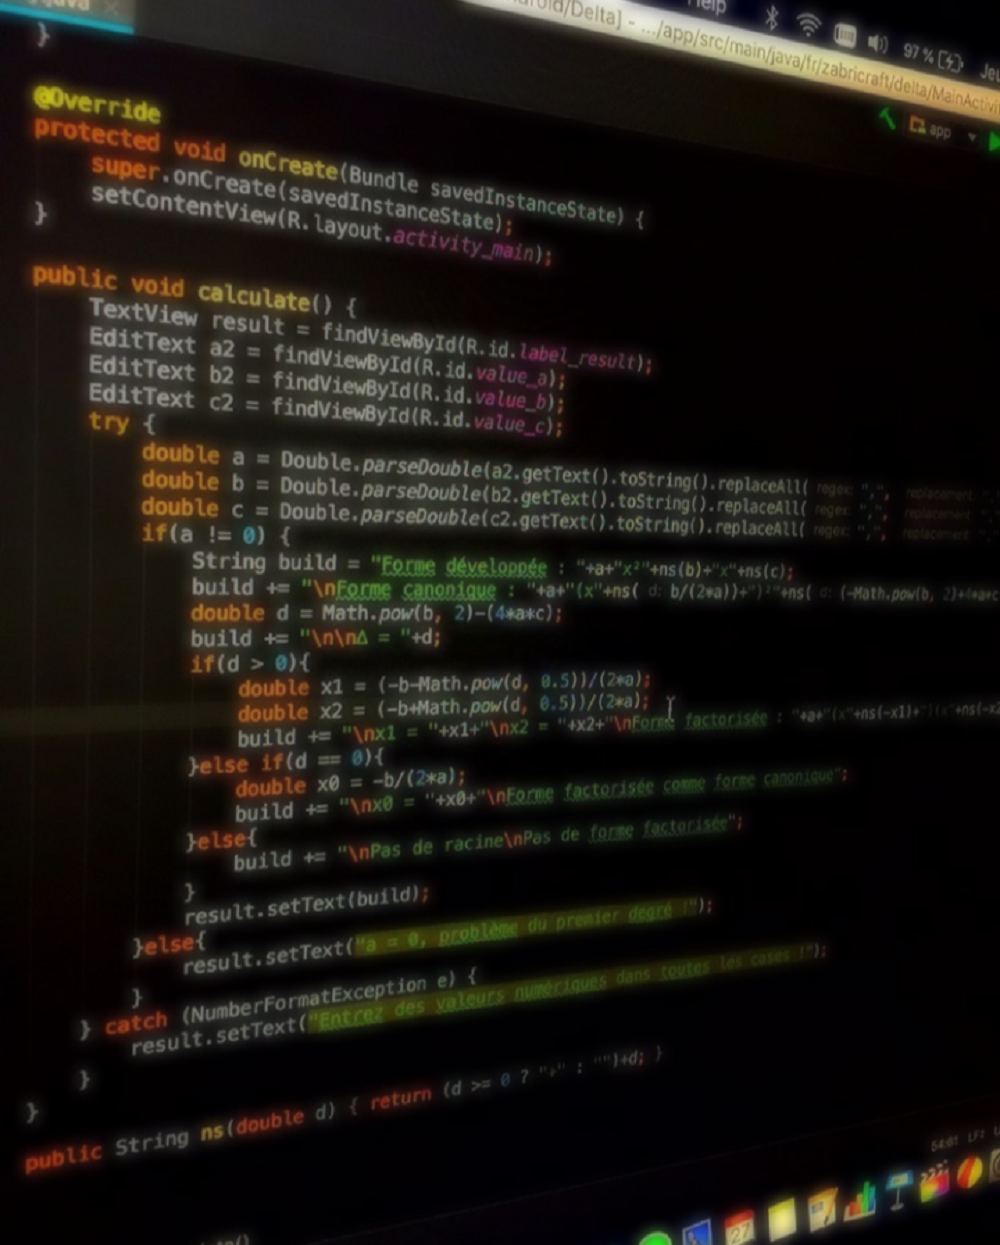 Help 97 % Jeu
roid/Delta] - .../app/src/main/java/fr/zabricraft/delta/MainActivit
app
}
@Override
protected void onCreate(Bundle savedInstanceState) {
super.onCreate(savedInstanceState);
setContentView(R.layout.activity_main);
}
public void calculate() {
TextView result = findViewById(R.id.label_result);
EditText a2 = findViewById(R.id.value_a);
EditText b2 = findViewById(R.id.value_b);
EditText c2 = findViewById(R.id.value_c);
try {
double a = Double.parseDouble(a2.getText().toString().replaceAll( regex: ",", replacement:
double b = Double.parseDouble(b2.getText().toString().replaceAll( regex: ",", replacement:
double c = Double.parseDouble(c2.getText().toString().replaceAll( regex: ",", replacement:
if(a != 0) {
String build = "Forme développée : "+a+"x²"+ns(b)+"x"+ns(c);
build += "\nForme canonique : "+a+"(x"+ns( d: b/(2*a))+")²"+ns( d: (-Math.pow(b, 2)+4*a*c
double d = Math.pow(b, 2)-(4*a*c);
build += "\n\nΔ = "+d;
if(d > 0){
double x1 = (-b-Math.pow(d, 0.5))/(2*a);
double x2 = (-b+Math.pow(d, 0.5))/(2*a);
build += "\nx1 = "+x1+"\nx2 = "+x2+"\nForme factorisée : "+a+"(x"+ns(-x1)+")(x"+ns(-x2
}else if(d == 0){
double x0 = -b/(2*a);
build += "\nx0 = "+x0+"\nForme factorisée comme forme canonique";
}else{
build += "\nPas de racine\nPas de forme factorisée";
}
result.setText(build);
}else{
result.setText("a = 0, problème du premier degré !");
}
} catch (NumberFormatException e) {
result.setText("Entrez des valeurs numériques dans toutes les cases !");
}
}
public String ns(double d) { return (d >= 0 ? "+" : "")+d; }
54:61 LF÷
27